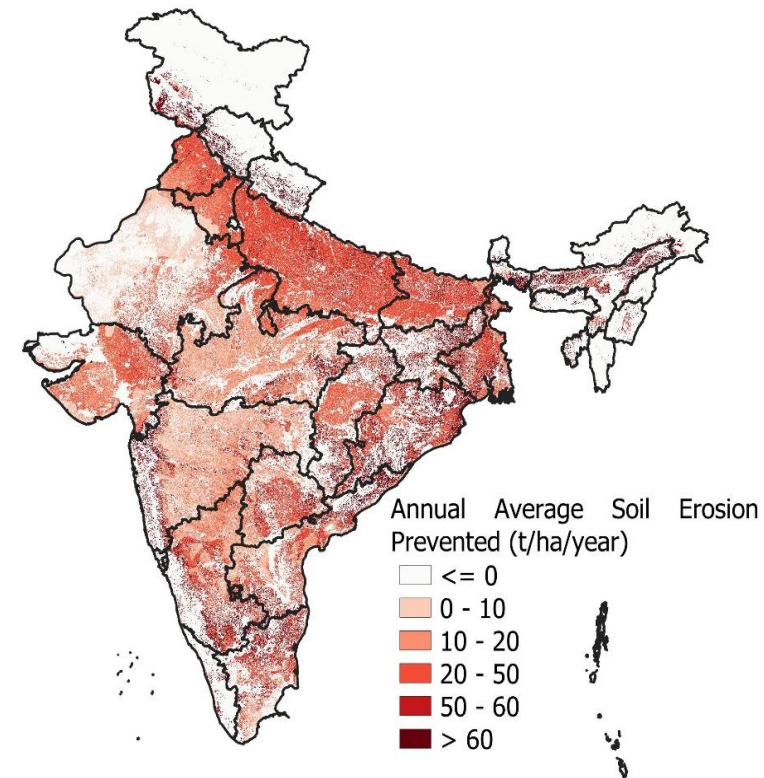 Annual Average Soil Erosion
Prevented (t/ha/year)
<= 0
0 - 10
10 - 20
20 - 50
50 - 60
> 60